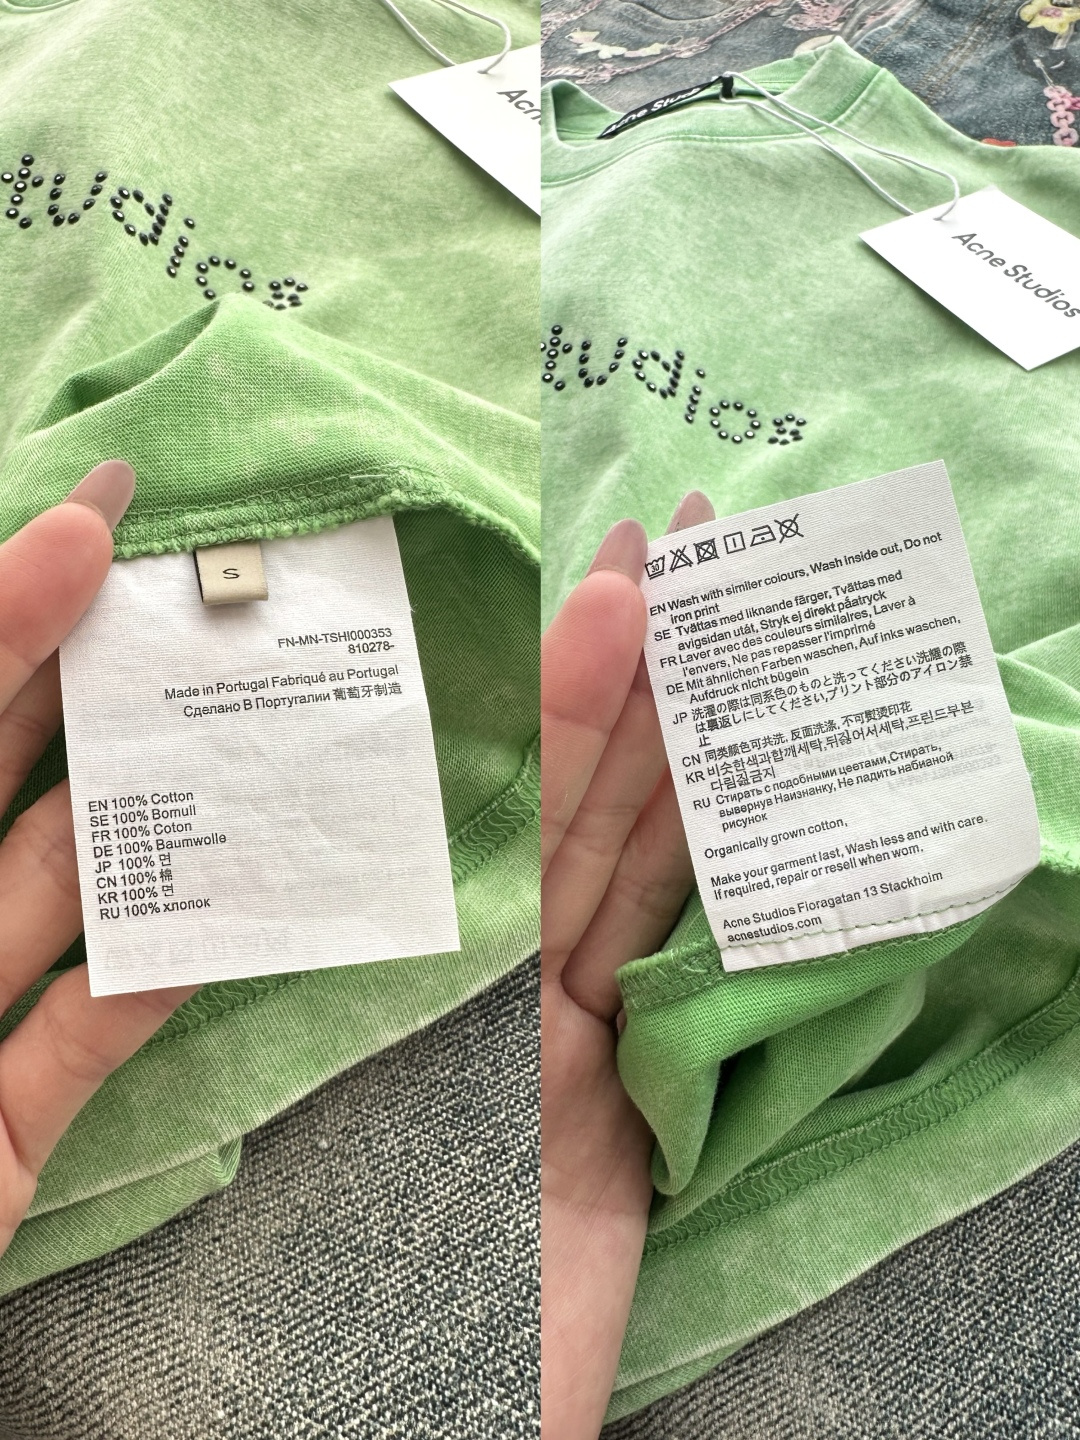 tudios
Acn
S
FN-MN-TSHI000353
810278-
Made in Portugal Fabriqué au Portugal
Сделано В Португалии 葡萄牙制造
EN 100% Cotton
SE 100% Bomull
FR 100% Coton
DE 100% Baumwolle
JP 100% 면
CN 100% 棉
KR 100% 면
RU 100% хлопок
Acne Studios
Acne Studios
tudios
30
EN Wash with similer colours, Wash inside out, Do not
iron print
SE Tvättas med liknande färger, Tvättas med
avigsidan utåt, Stryk ej direkt påatryck
FR Laver avec des couleurs similaires, Laver à
l'envers, Ne pas repasser l'imprimé
DE Mit ähnlichen Farben waschen, Auf inks waschen,
Aufdruck nicht bügeln
JP 洗濯の際は同系色のものと洗ってください洗濯の際
は裏返しにしてください,プリント部分のアイロン禁
止
CN 同类颜色可共洗, 反面洗涤, 不可熨烫印花
KR 비슷한색과함께세탁,뒤집어서세탁,프린드부본
다림질금지
RU Стирать с подобными цветами,Стирать,
вывернув Наизнанку, Не ладить набианой
рисунок
Organically grown cotton,
Make your garment last, Wash less and with care.
If required, repair or resell when worn.
Acne Studios Fioragatan 13 Stackhoim
acnestudios.com